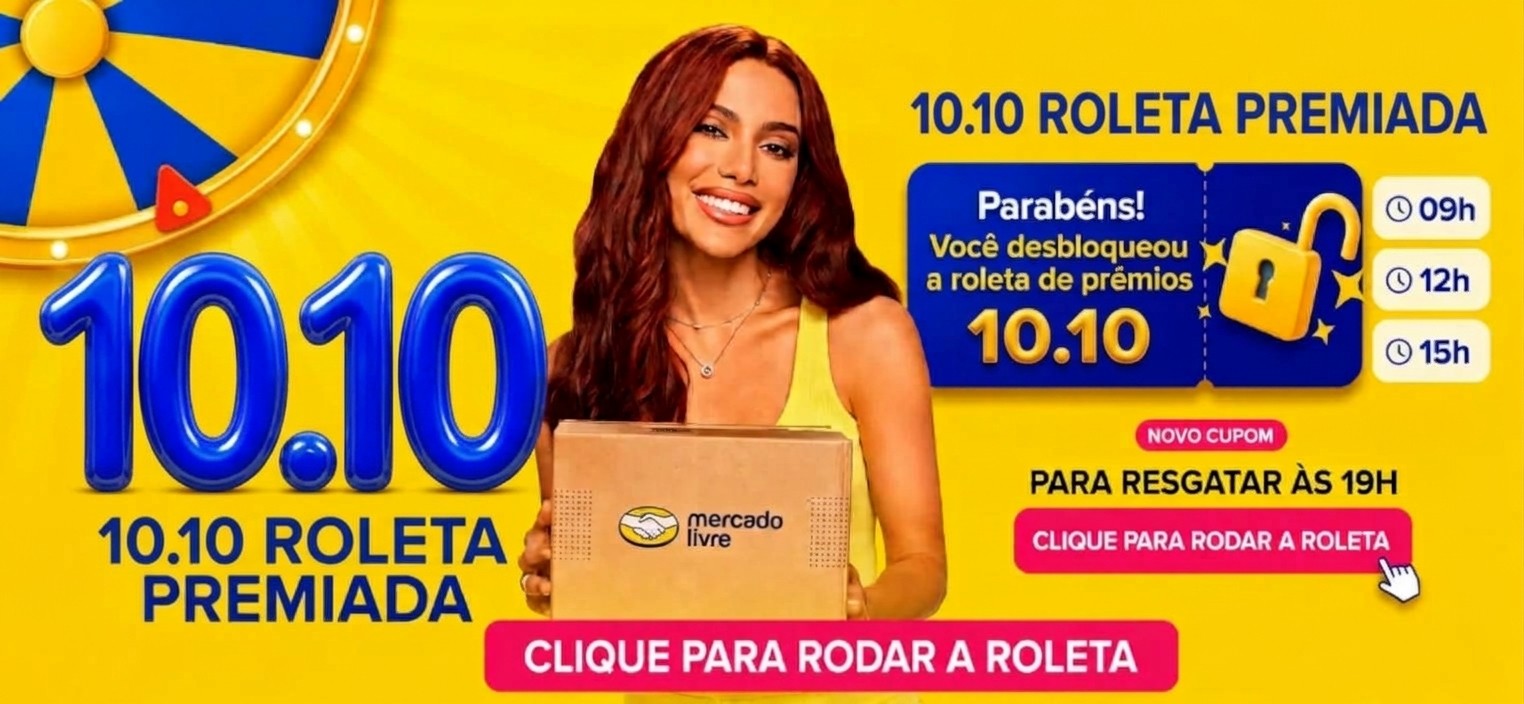 10.10
10.10 ROLETA
PREMIADA
mercado
livre
CLIQUE PARA RODAR A ROLETA
10.10 ROLETA PREMIADA
Parabéns!
Você desbloqueou
a roleta de prêmios
10.10
09h
12h
15h
NOVO CUPOM
PARA RESGATAR ÀS 19H
CLIQUE PARA RODAR A ROLETA